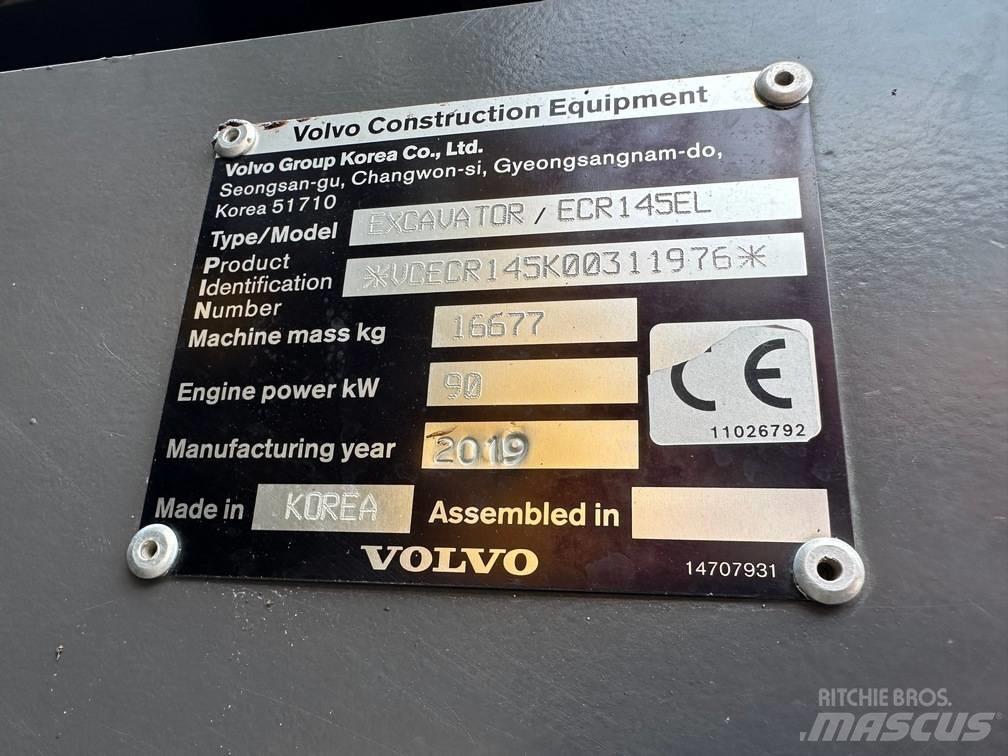 Volvo Construction Equipment
Volvo Group Korea Co., Ltd.
Seongsan-gu, Changwon-si, Gyeongsangnam-do,
Korea 51710
Type/Model EXCAVATOR / ECR145EL
Product
Identification *VCECR145K00311976*
Number
Machine mass kg 16677
Engine power kW 90
Manufacturing year 2019
CE
11026792
Made in KOREA Assembled in
VOLVO 14707931
RITCHIE BROS.
MASCUS